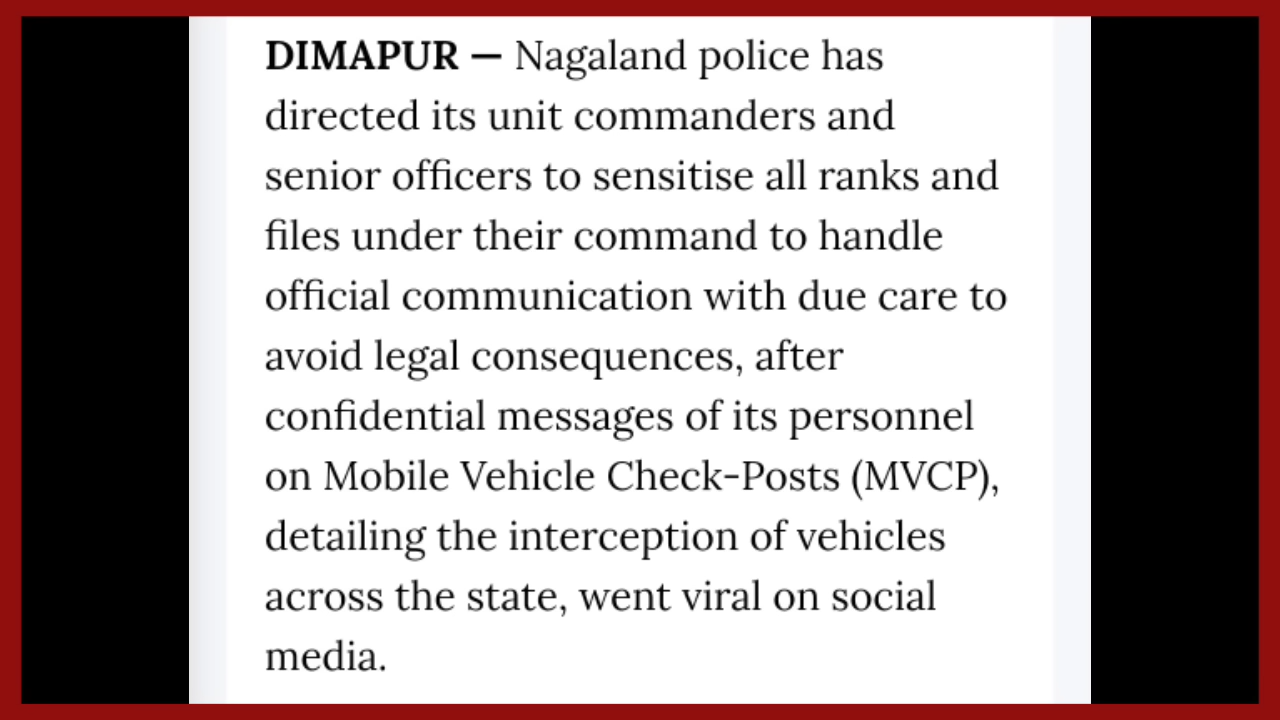 DIMAPUR — Nagaland police has
directed its unit commanders and
senior officers to sensitise all ranks and
files under their command to handle
official communication with due care to
avoid legal consequences, after
confidential messages of its personnel
on Mobile Vehicle Check-Posts (MVCP),
detailing the interception of vehicles
across the state, went viral on social
media.